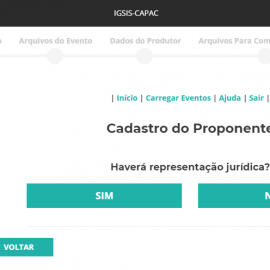 IGSIS-CAPAC
Arquivos do Evento Dados do Produtor Arquivos Para Com
| Início | Carregar Eventos | Ajuda | Sair |
Cadastro do Proponente
Haverá representação jurídica?
SIM
VOLTAR